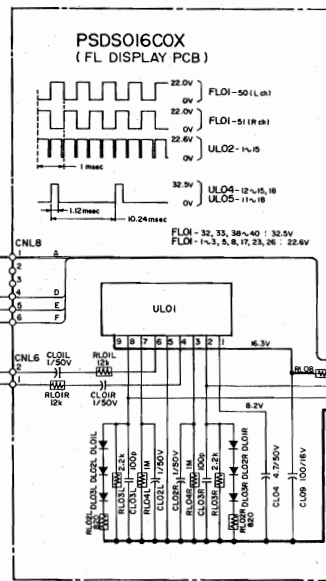 PSDS016COX
(FL DISPLAY PCB)
22.0V
0V
FL01-50 (L ch)
22.0V
0V
FL01-51 (R ch)
22.6V
0V
UL02-1~15
1 msec
32.5V
0V
UL04-12~15,18
UL05-11~18
1.12 msec
10.24 msec
FL01-32, 33, 38~40 : 32.5V
FL01-1~3, 5, 8, 17, 23, 26 : 22.6V
CNL8
1 A
2
3
4 D
5 E
6 F
UL01
9 8 7 6 5 4 3 2 1
16.3V
CNL6
2
1
CL01L
1/50V
RL01L
12k
RL01R
12k
CL01R
1/50V
RL08
8.2V
DL03L DL02L DL01L
RL02L
820
RL03L 2.2k
CL03L 100p
RL04L 1M
CL02L 1/50V
CL02R 1/50V
RL04R 1M
CL03R 100p
RL03R 2.2k
DL03R DL02R DL01R
RL02R
820
CL04 4.7/50V
CL09 100/16V